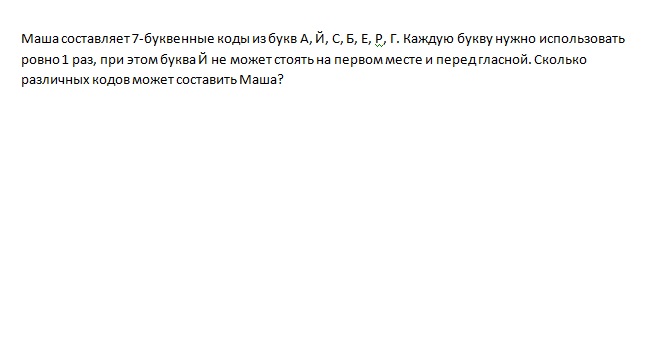 Маша составляет 7-буквенные коды из букв А, Й, С, Б, Е, Р, Г. Каждую букву нужно использовать
ровно 1 раз, при этом буква Й не может стоять на первом месте и перед гласной. Сколько
различных кодов может составить Маша?